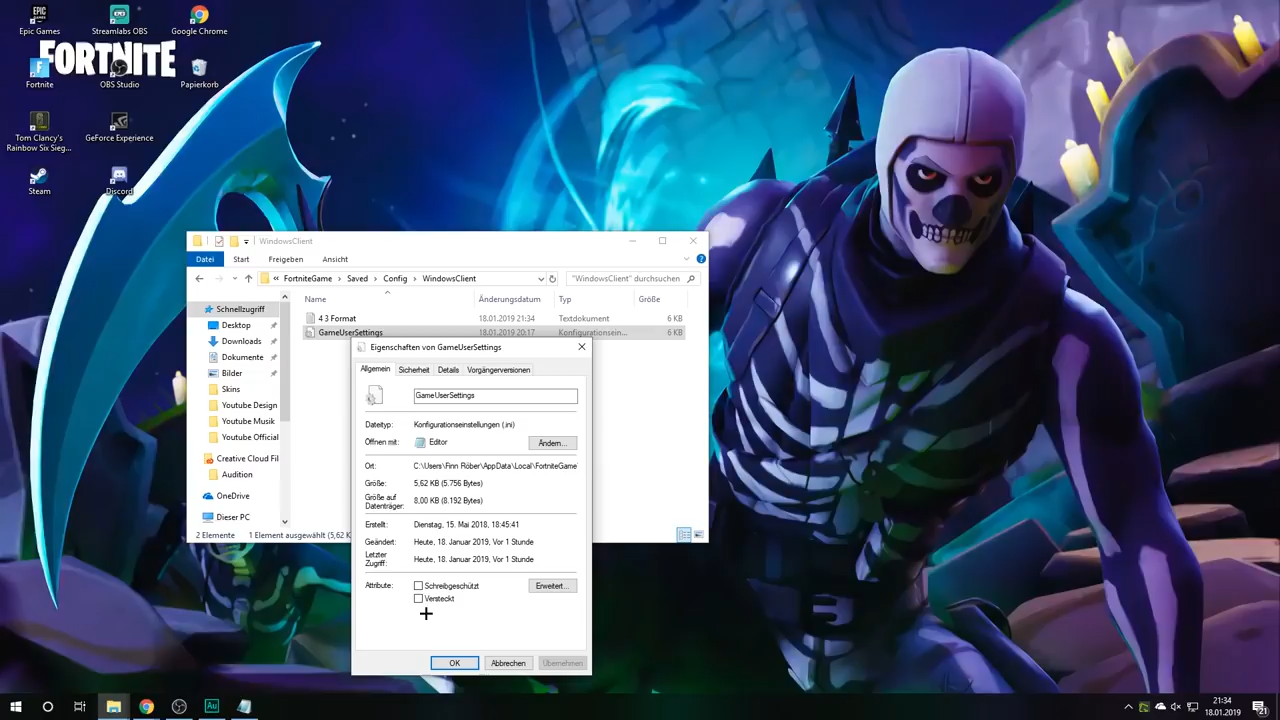 Epic Games
Streamlabs OBS
Google Chrome
FORTNITE
Fortnite
OBS Studio
Papierkorb
Tom Clancy's
Rainbow Six Sieg...
GeForce Experience
Steam
Discord
WindowsClient
Datei
Start
Freigeben
Ansicht
« FortniteGame > Saved > Config > WindowsClient
"WindowsClient" durchsuchen
Name
Änderungsdatum
Typ
Größe
Schnellzugriff
4 3 Format
18.01.2019 21:34
Textdokument
6 KB
Desktop
GameUserSettings
18.01.2019 20:17
Konfigurationsein...
6 KB
Downloads
Dokumente
Bilder
Skins
Youtube Design
Youtube Musik
Youtube Official
Creative Cloud Fil
Audition
OneDrive
Dieser PC
2 Elemente
1 Element ausgewählt (5,62 K
Eigenschaften von GameUserSettings
Allgemein
Sicherheit
Details
Vorgängerversionen
GameUserSettings
Dateityp:
Konfigurationseinstellungen (.ini)
Öffnen mit:
Editor
Ändern...
Ort:
C:\Users\Finn Röber\AppData\Local\FortniteGame
Größe:
5,62 KB (5.756 Bytes)
Größe auf
Datenträger:
8,00 KB (8.192 Bytes)
Erstellt:
Dienstag, 15. Mai 2018, 18:45:41
Geändert:
Heute, 18. Januar 2019, Vor 1 Stunde
Letzter
Zugriff:
Heute, 18. Januar 2019, Vor 1 Stunde
Attribute:
Schreibgeschützt
Erweitert...
Versteckt
OK
Abbrechen
Übernehmen
Au
21:34
18.01.2019
21